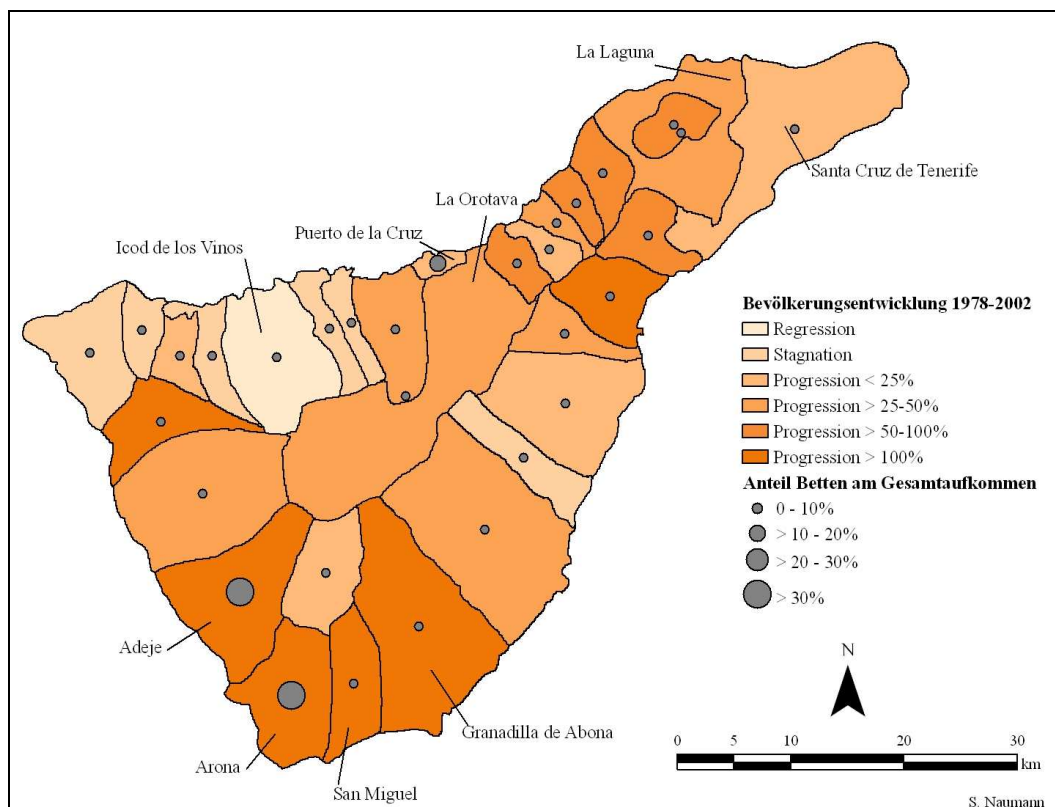 La Laguna
Santa Cruz de Tenerife
La Orotava
Puerto de la Cruz
Icod de los Vinos
Bevölkerungsentwicklung 1978-2002
Regression
Stagnation
Progression < 25%
Progression > 25-50%
Progression > 50-100%
Progression > 100%
Anteil Betten am Gesamtaufkommen
0 - 10%
> 10 - 20%
> 20 - 30%
> 30%
Adeje
Granadilla de Abona
Arona
San Miguel
N
0 5 10 20 30
km
S. Naumann